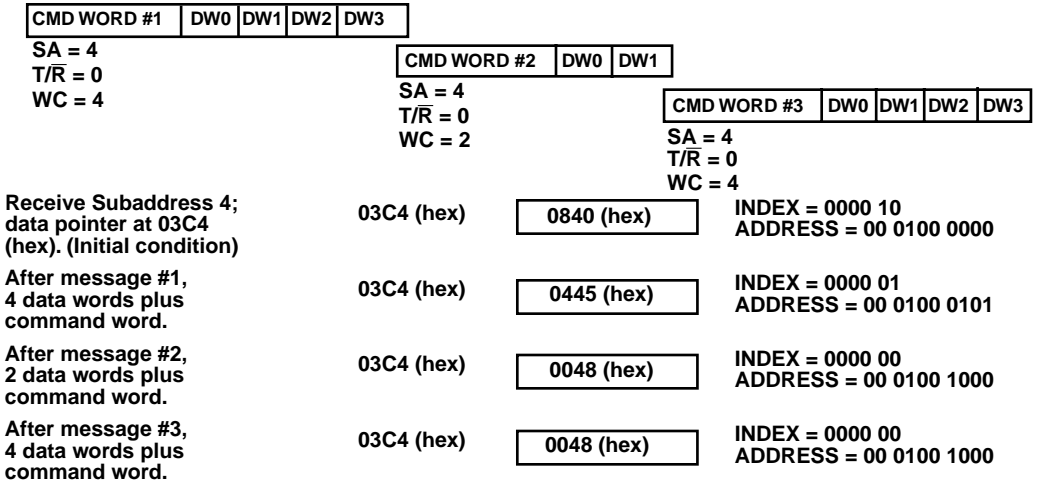 CMD WORD #1 DW0 DW1 DW2 DW3
SA = 4
T/R̅ = 0
WC = 4
CMD WORD #2 DW0 DW1
SA = 4
T/R̅ = 0
WC = 2
CMD WORD #3 DW0 DW1 DW2 DW3
SA = 4
T/R̅ = 0
WC = 4
Receive Subaddress 4;
data pointer at 03C4
(hex). (Initial condition)
03C4 (hex)
0840 (hex)
INDEX = 0000 10
ADDRESS = 00 0100 0000
After message #1,
4 data words plus
command word.
03C4 (hex)
0445 (hex)
INDEX = 0000 01
ADDRESS = 00 0100 0101
After message #2,
2 data words plus
command word.
03C4 (hex)
0048 (hex)
INDEX = 0000 00
ADDRESS = 00 0100 1000
After message #3,
4 data words plus
command word.
03C4 (hex)
0048 (hex)
INDEX = 0000 00
ADDRESS = 00 0100 1000